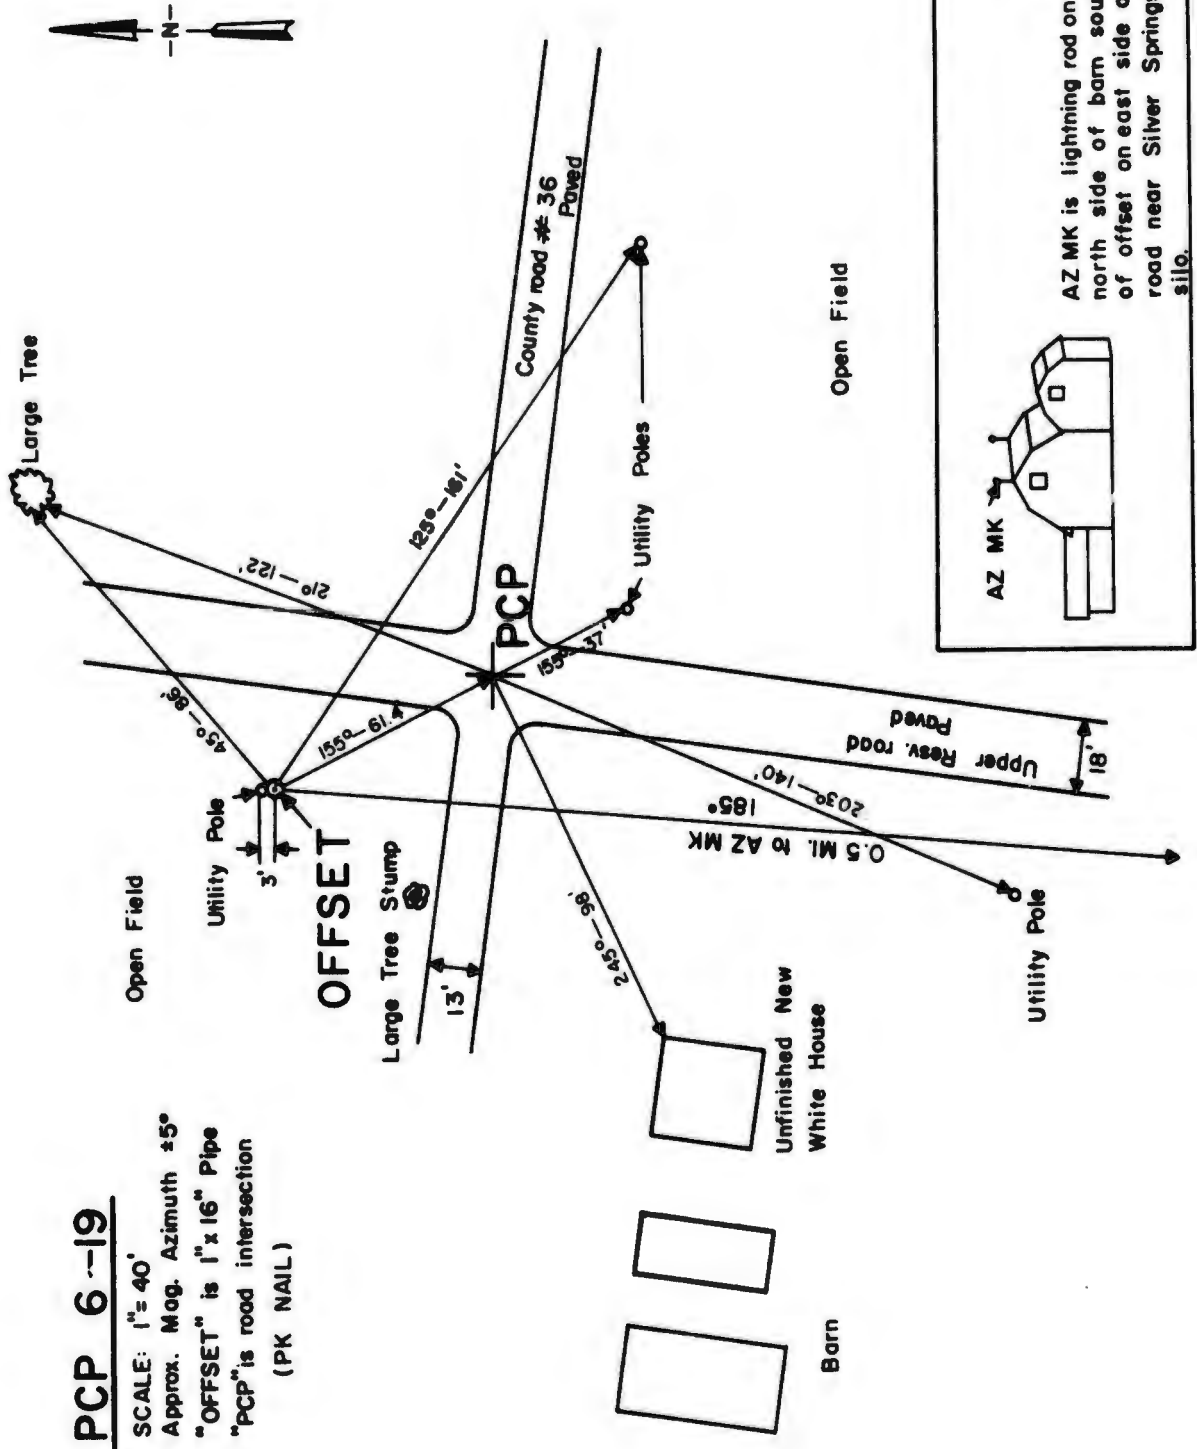 PCP 6--19
SCALE: 1"= 40'
Approx. Mag. Azimuth ±5°
"OFFSET" is 1" x 16" Pipe
"PCP" is road intersection
(PK NAIL)
-N-
Large Tree
Open Field
Utility Pole
3'
OFFSET
Large Tree Stump
13'
45°-86'
21°-122'
155°-61.4
125°-161'
County road # 36
Paved
PCP
155°-37'
Utility Poles
Open Field
245°-98'
203°-140'
185°
0.5 MI. to AZ MK
Upper Resv. road
Paved
18'
Unfinished New
White House
Utility Pole
Barn
AZ MK
AZ MK is lightning rod on
north side of barn sou
of offset on east side o
road near Silver Springs
silo.